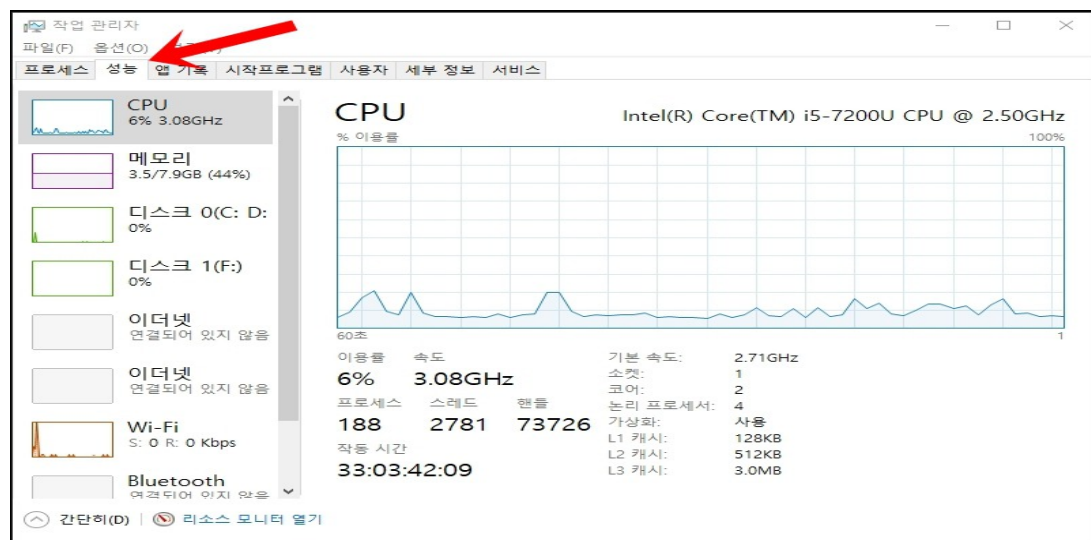 작업 관리자
파일(F) 옵션(O)
프로세스 성능 앱 기록 시작프로그램 사용자 세부 정보 서비스
CPU
6% 3.08GHz
메모리
3.5/7.9GB (44%)
디스크 0(C: D:
0%
디스크 1(F:)
0%
이더넷
연결되어 있지 않음
이더넷
연결되어 있지 않음
Wi-Fi
S: 0 R: 0 Kbps
Bluetooth
연결되어 있지 않음
CPU Intel(R) Core(TM) i5-7200U CPU @ 2.50GHz
% 이용률 100%
60초 1
이용률 속도
6% 3.08GHz
프로세스 스레드 핸들
188 2781 73726
작동 시간
33:03:42:09
기본 속도: 2.71GHz
소켓: 1
코어: 2
논리 프로세서: 4
가상화: 사용
L1 캐시: 128KB
L2 캐시: 512KB
L3 캐시: 3.0MB
간단히(D) 리소스 모니터 열기